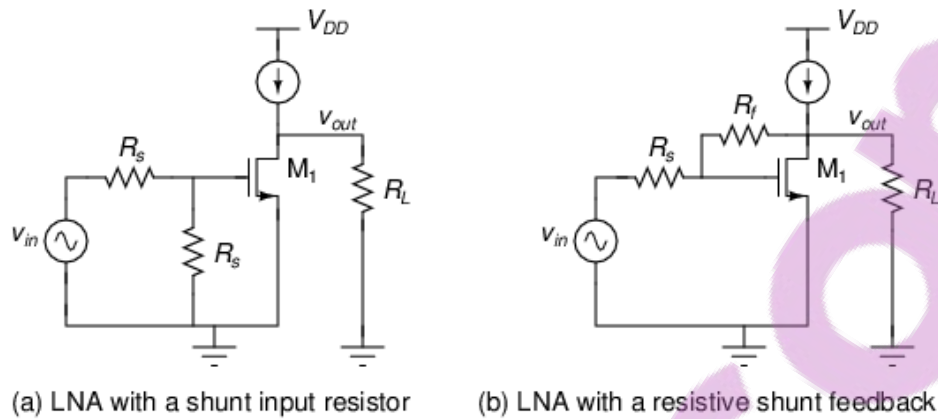 V_DD
v_out
R_s
M_1
R_L
v_in
R_s
(a) LNA with a shunt input resistor
V_DD
R_f
v_out
R_s
M_1
R_L
v_in
(b) LNA with a resistive shunt feedback